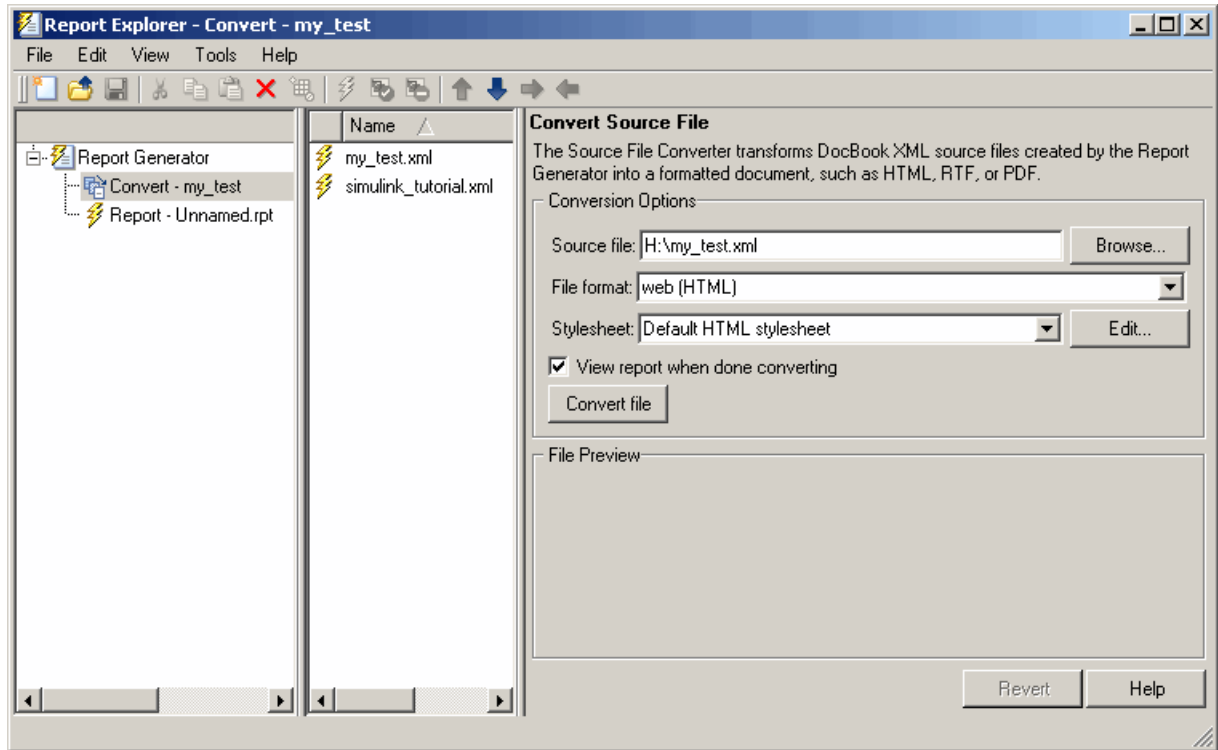 Report Explorer - Convert - my_test
File Edit View Tools Help
Name
Report Generator
Convert - my_test
Report - Unnamed.rpt
my_test.xml
simulink_tutorial.xml
Convert Source File
The Source File Converter transforms DocBook XML source files created by the Report
Generator into a formatted document, such as HTML, RTF, or PDF.
Conversion Options
Source file: H:\my_test.xml Browse...
File format: web (HTML)
Stylesheet: Default HTML stylesheet Edit...
View report when done converting
Convert file
File Preview
Revert Help